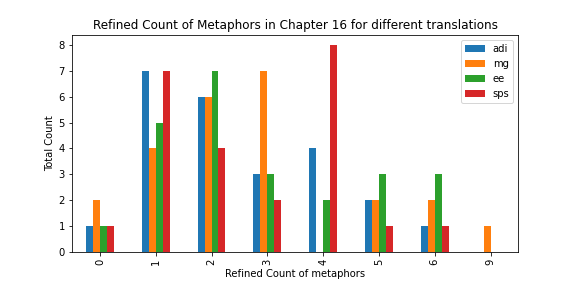 Refined Count of Metaphors in Chapter 16 for different translations
8
7
6
5
4
3
2
1
0
Total Count
adi
mg
ee
sps
0 1 2 3 4 5 6 9
Refined Count of metaphors